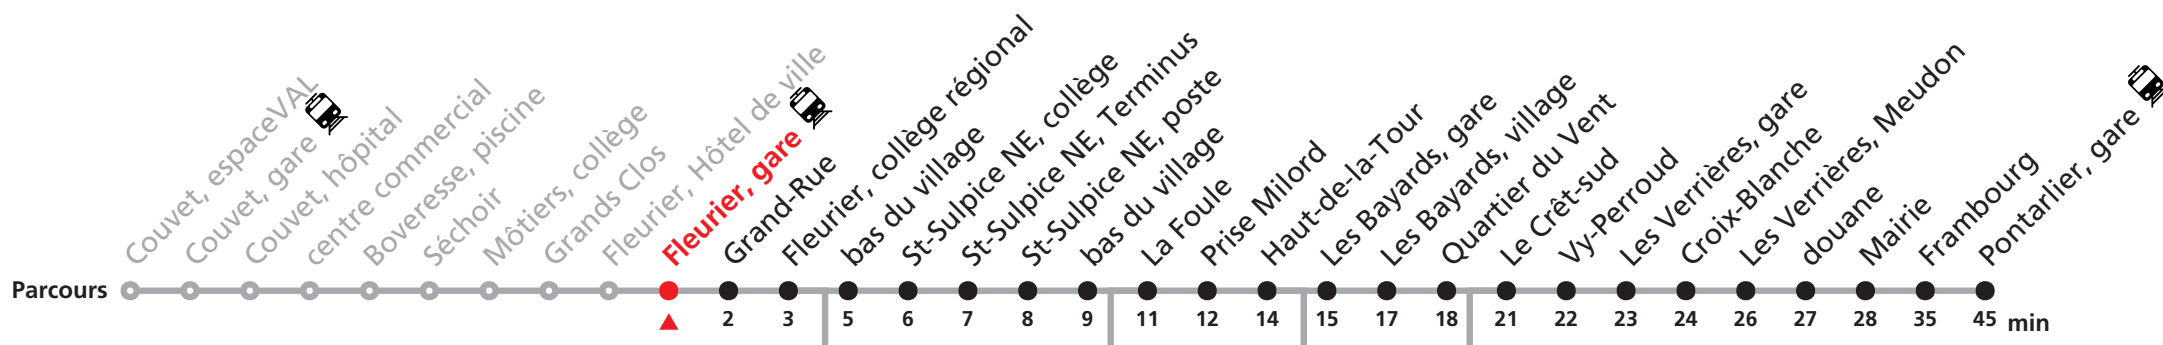 Couvet, espaceVAL
Couvet, gare
Couvet, hôpital
centre commercial
Boveresse, piscine
Séchoir
Môtiers, collège
Grands Clos
Fleurier, Hôtel de ville
Fleurier, gare
Grand-Rue
Fleurier, collège régional
bas du village
St-Sulpice NE, collège
St-Sulpice NE, Terminus
St-Sulpice NE, poste
bas du village
La Foule
Prise Milord
Haut-de-la-Tour
Les Bayards, gare
Les Bayards, village
Quartier du Vent
Le Crêt-sud
Vy-Perroud
Les Verrières, gare
Croix-Blanche
Les Verrières, Meudon
douane
Mairie
Frambourg
Pontarlier, gare
Parcours
2 3 5 6 7 8 9 11 12 14 15 17 18 21 22 23 24 26 27 28 35 45 min